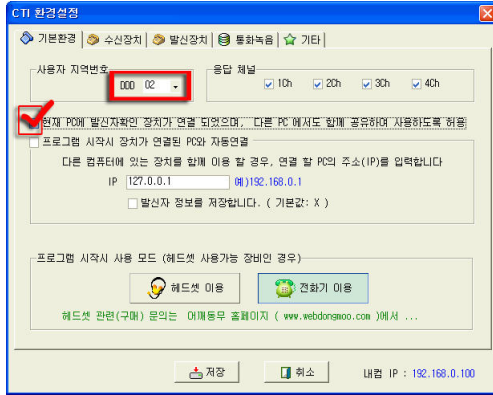 CTI 환경설정
기본환경 수신장치 발신장치 통화녹음 기타
사용자 지역번호
DDD 02
응답 채널
1Ch 2Ch 3Ch 4Ch
현재 PC에 발신자확인 장치가 연결 되었으며, 다른 PC에서도 함께 공유하며 사용하도록 허용
프로그램 시작시 장치가 연결된 PC와 자동연결
다른 컴퓨터에 있는 장치를 함께 이용 할 경우, 연결 할 PC의 주소(IP)를 입력합니다
IP 127.0.0.1 예)192.168.0.1
발신자 정보를 저장합니다. ( 기본값: X )
프로그램 시작시 사용 모드 (헤드셋 사용가능 장비인 경우)
헤드셋 이용 전화기 이용
헤드셋 관련(구매) 문의는 어깨동무 홈페이지 ( www.webdongmoo.com )에서 ...
저장 취소 내컴 IP : 192.168.0.100